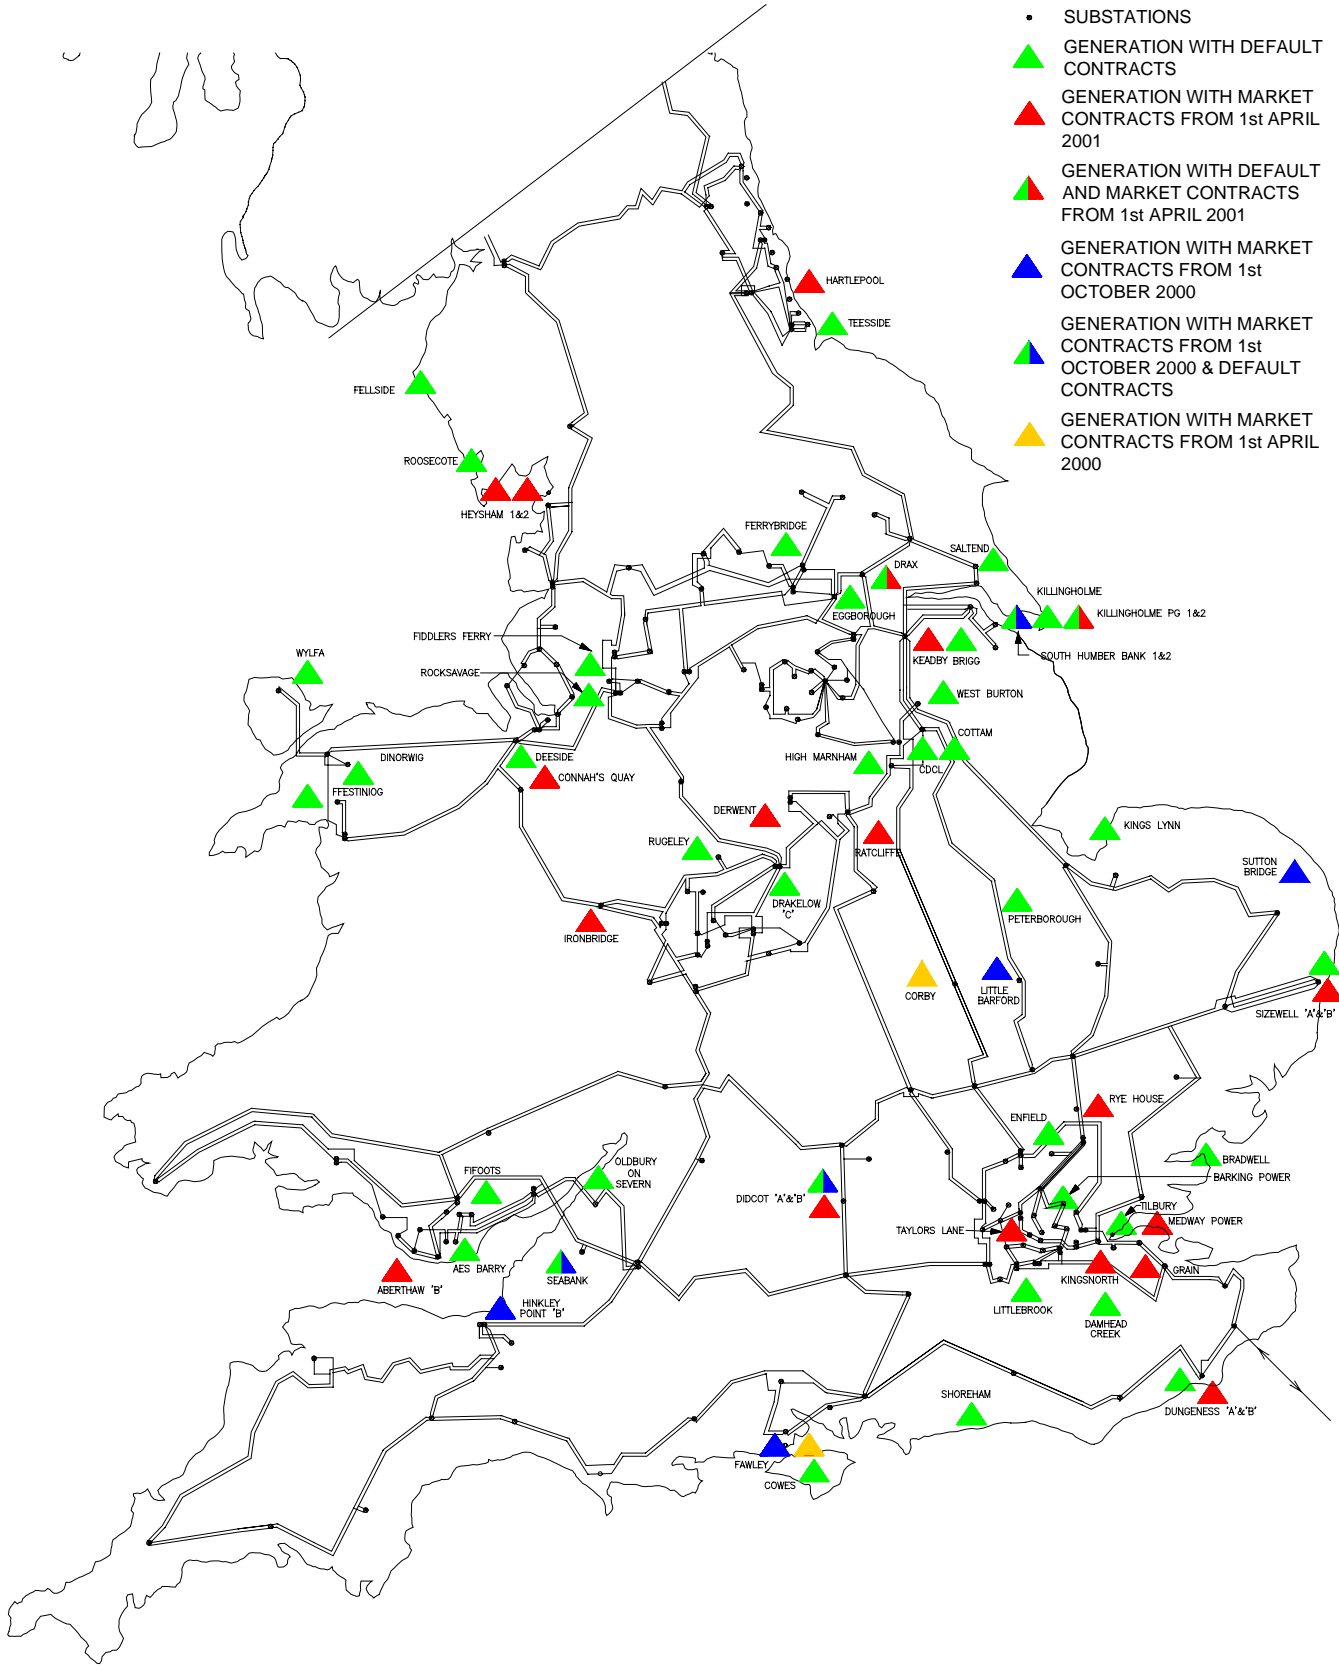 SUBSTATIONS
GENERATION WITH DEFAULT
CONTRACTS
GENERATION WITH MARKET
CONTRACTS FROM 1st APRIL
2001
GENERATION WITH DEFAULT
AND MARKET CONTRACTS
FROM 1st APRIL 2001
GENERATION WITH MARKET
CONTRACTS FROM 1st
OCTOBER 2000
GENERATION WITH MARKET
CONTRACTS FROM 1st
OCTOBER 2000 & DEFAULT
CONTRACTS
GENERATION WITH MARKET
CONTRACTS FROM 1st APRIL
2000
HARTLEPOOL
TEESSIDE
FELLSIDE
ROOSECOTE
HEYSHAM 1&2
FERRYBRIDGE
SALTEND
DRAX
EGGBOROUGH
KILLINGHOLME
KILLINGHOLME PG 1&2
SOUTH HUMBER BANK 1&2
KEADBY
BRIGG
FIDDLERS FERRY
ROCKSAVAGE
WYLFA
WEST BURTON
COTTAM
CDCL
HIGH MARNHAM
DINORWIG
FFESTINIOG
DEESIDE
CONNAH'S QUAY
DERWENT
RATCLIFFE
RUGELEY
KINGS LYNN
SUTTON
BRIDGE
DRAKELOW
'C'
PETERBOROUGH
IRONBRIDGE
CORBY
LITTLE
BARFORD
SIZEWELL 'A'&'B'
RYE HOUSE
ENFIELD
BRADWELL
BARKING POWER
TILBURY
MEDWAY POWER
TAYLORS LANE
KINGSNORTH
GRAIN
LITTLEBROOK
DAMHEAD
CREEK
FIFOOTS
OLDBURY
ON
SEVERN
DIDCOT 'A'&'B'
AES BARRY
ABERTHAW 'B'
SEABANK
HINKLEY
POINT 'B'
SHOREHAM
DUNGENESS 'A'&'B'
FAWLEY
COWES